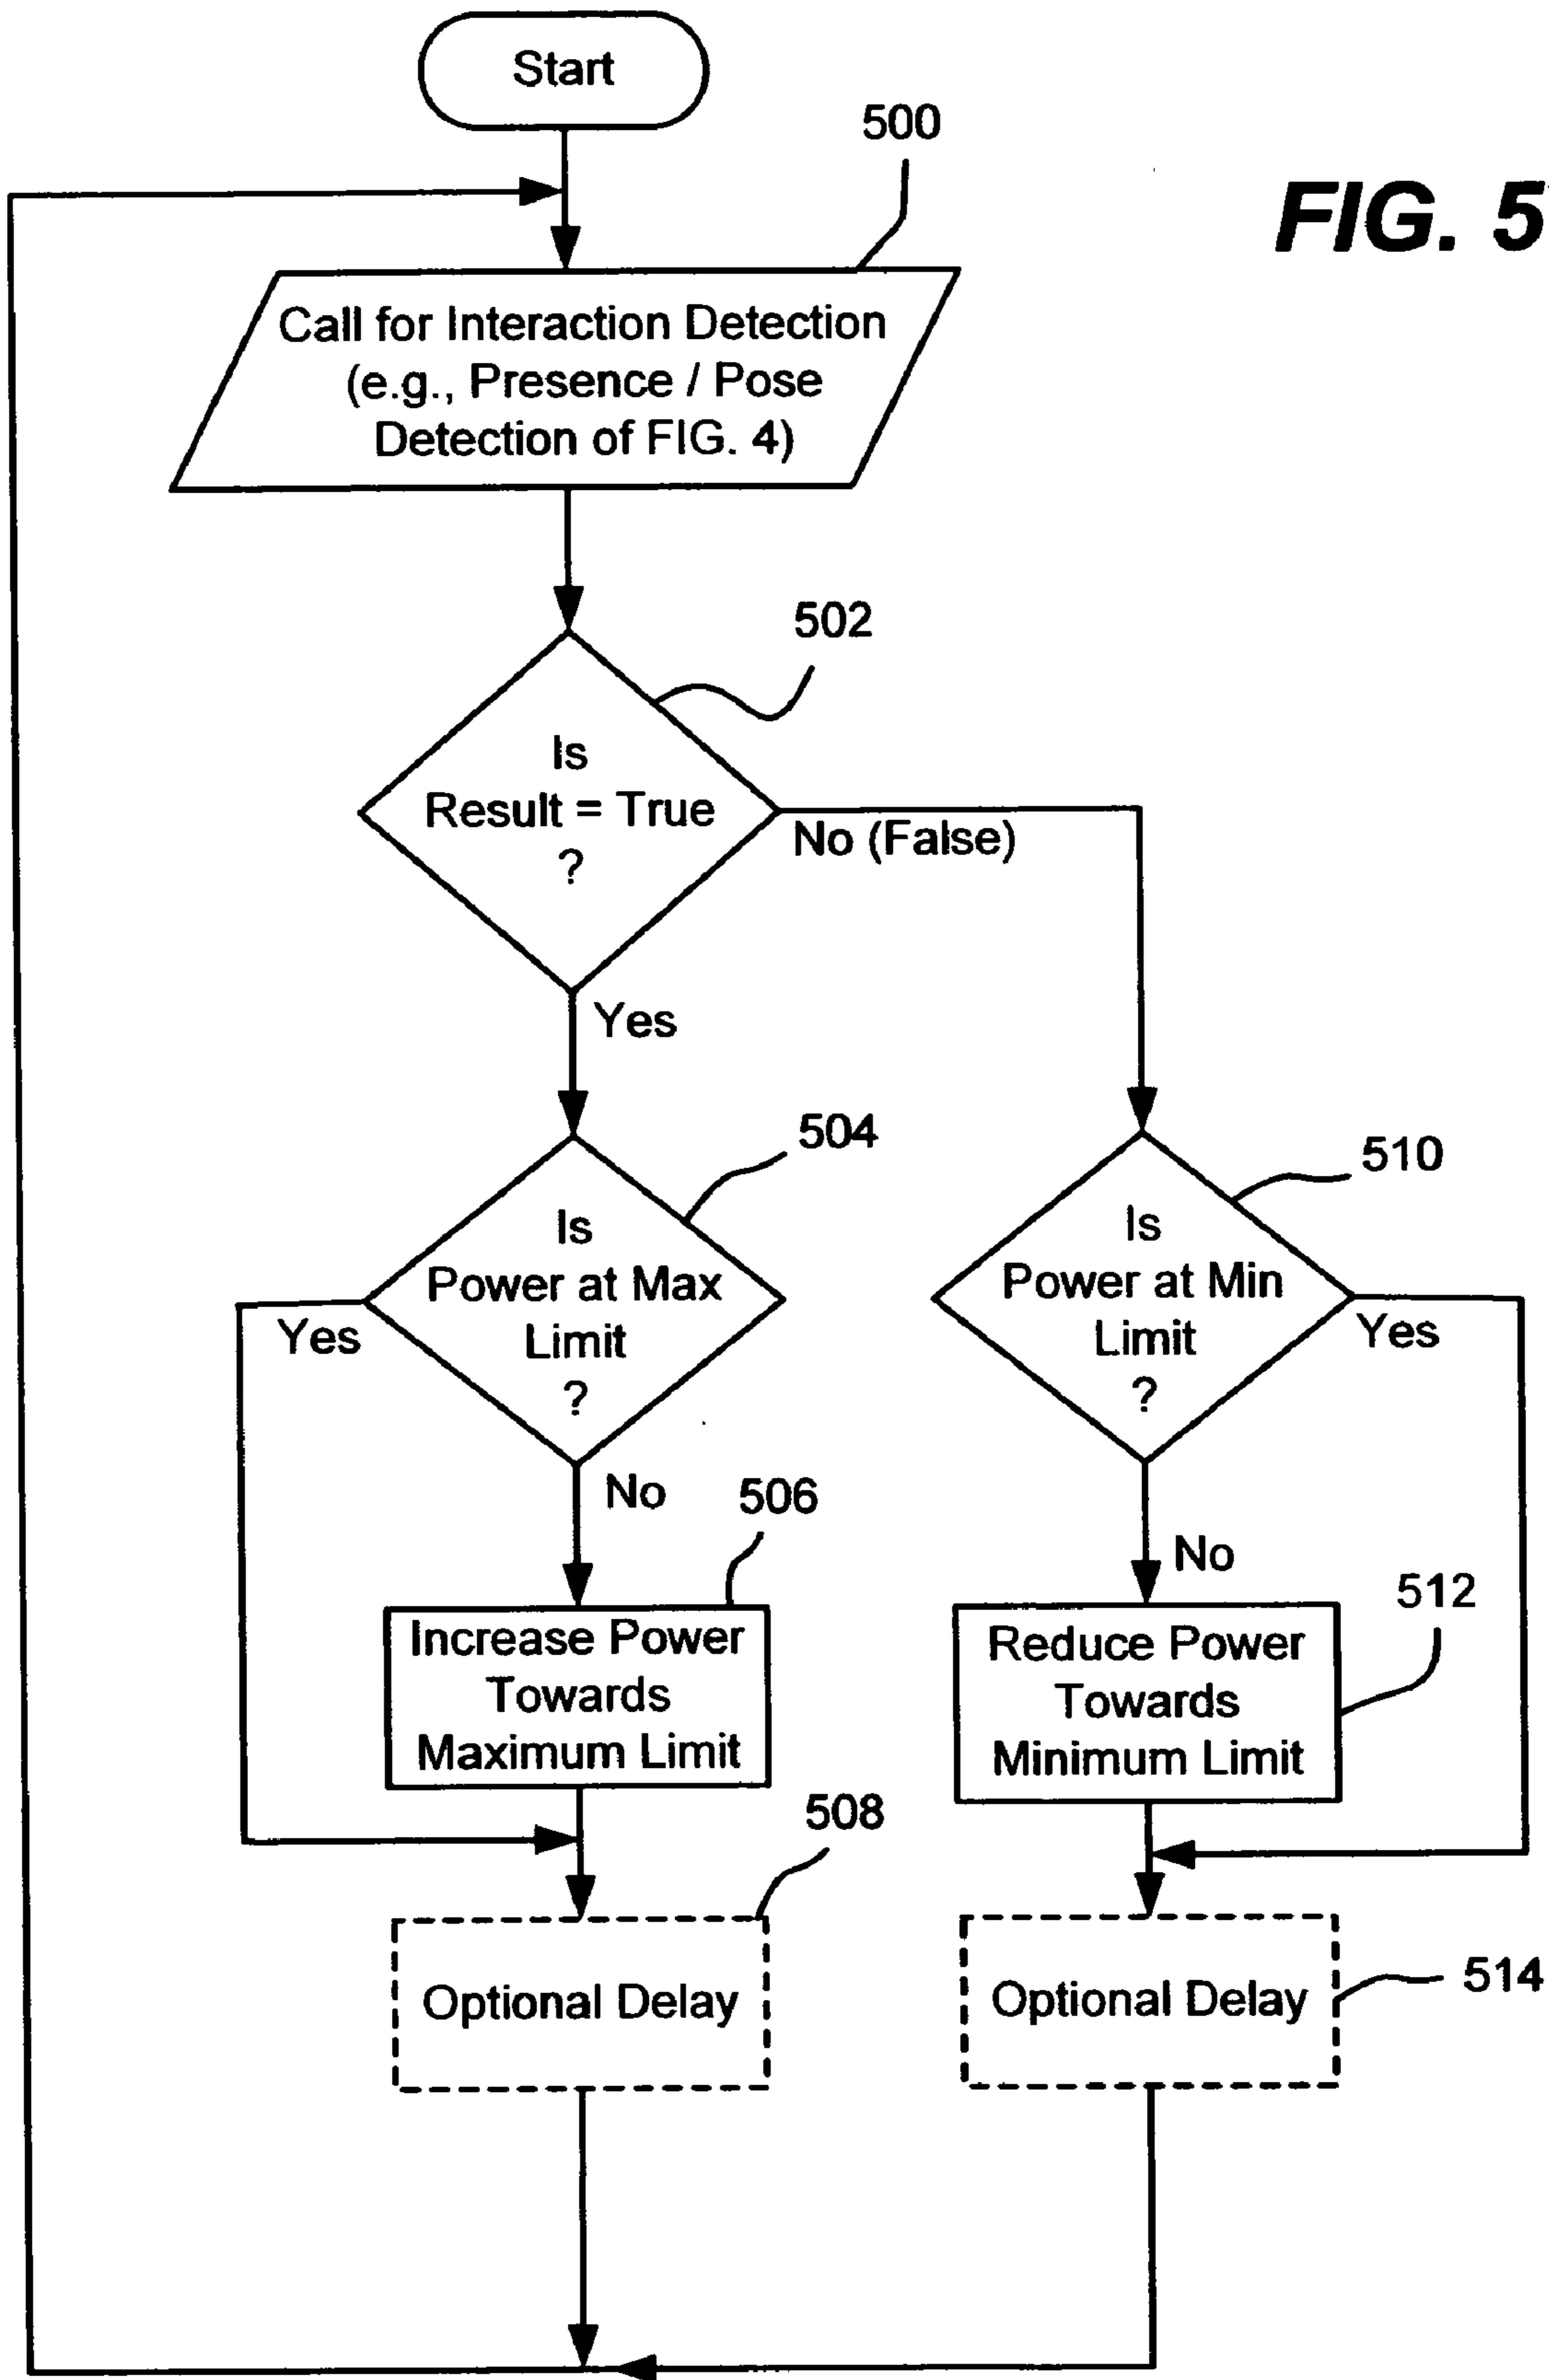 Start
500
FIG. 5
Call for Interaction Detection
(e.g., Presence / Pose
Detection of FIG. 4)
502
Is
Result = True
?
No (False)
Yes
504
Is
Power at Max
Limit
?
Yes
No
510
Is
Power at Min
Limit
?
Yes
No
506
Increase Power
Towards
Maximum Limit
512
Reduce Power
Towards
Minimum Limit
508
Optional Delay
Optional Delay
514